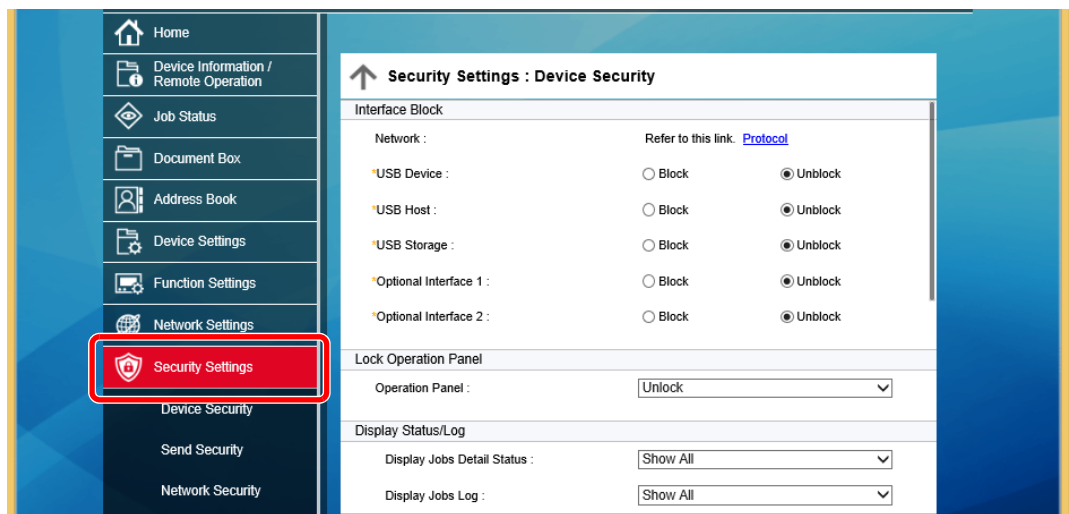 Home
Device Information /
Remote Operation
Job Status
Document Box
Address Book
Device Settings
Function Settings
Network Settings
Security Settings
Device Security
Send Security
Network Security
Security Settings : Device Security
Interface Block
Network : Refer to this link. Protocol
*USB Device : Block Unblock
*USB Host : Block Unblock
*USB Storage : Block Unblock
*Optional Interface 1 : Block Unblock
*Optional Interface 2 : Block Unblock
Lock Operation Panel
Operation Panel : Unlock
Display Status/Log
Display Jobs Detail Status : Show All
Display Jobs Log : Show All